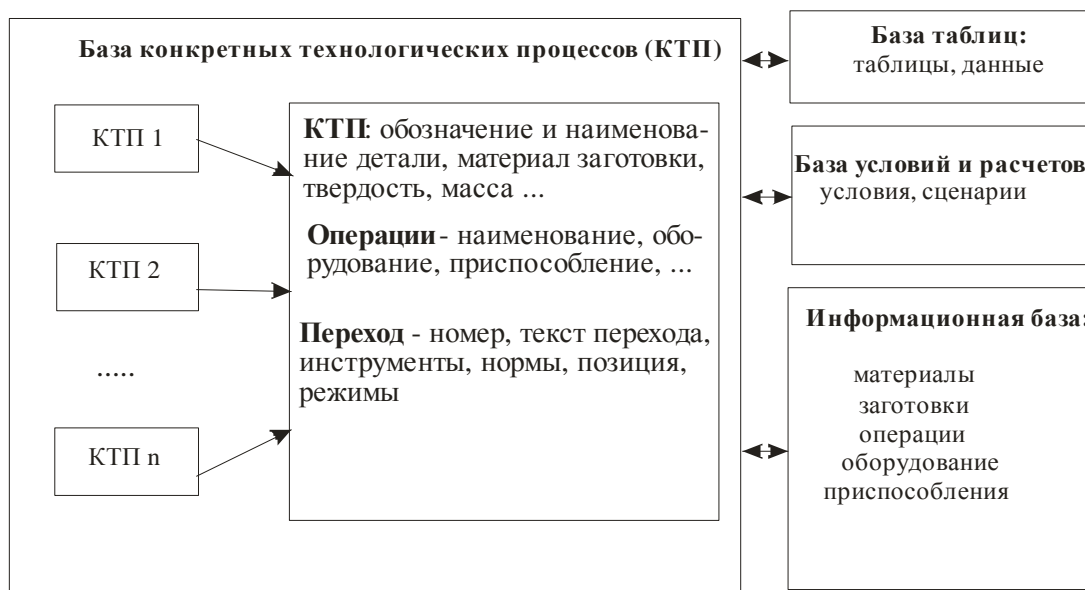 База конкретных технологических процессов (КТП)
КТП 1
КТП 2
.....
КТП n
КТП: обозначение и наименова-
ние детали, материал заготовки,
твердость, масса ...
Операции - наименование, обо-
рудование, приспособление, ...
Переход - номер, текст перехода,
инструменты, нормы, позиция,
режимы
База таблиц:
таблицы, данные
База условий и расчетов
условия, сценарии
Информационная база:
материалы
заготовки
операции
оборудование
приспособления